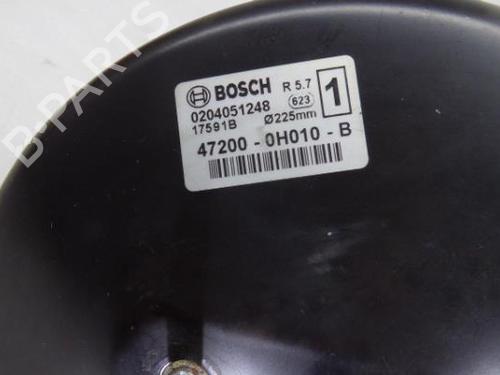 B-PARTS
BOSCH R 5.7 1
0204051248 623
17591B Ø225mm
47200 - 0H010 - B